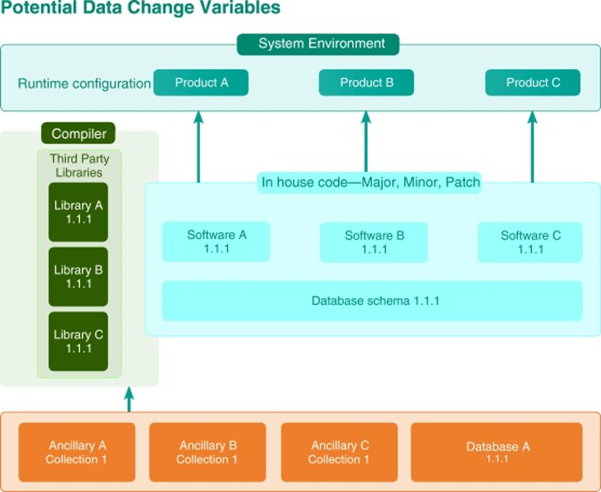 Potential Data Change Variables
System Environment
Runtime configuration
Product A
Product B
Product C
Compiler
Third Party
Libraries
Library A
1.1.1
Library B
1.1.1
Library C
1.1.1
In house code—Major, Minor, Patch
Software A
1.1.1
Software B
1.1.1
Software C
1.1.1
Database schema 1.1.1
Ancillary A
Collection 1
Ancillary B
Collection 1
Ancillary C
Collection 1
Database A
1.1.1